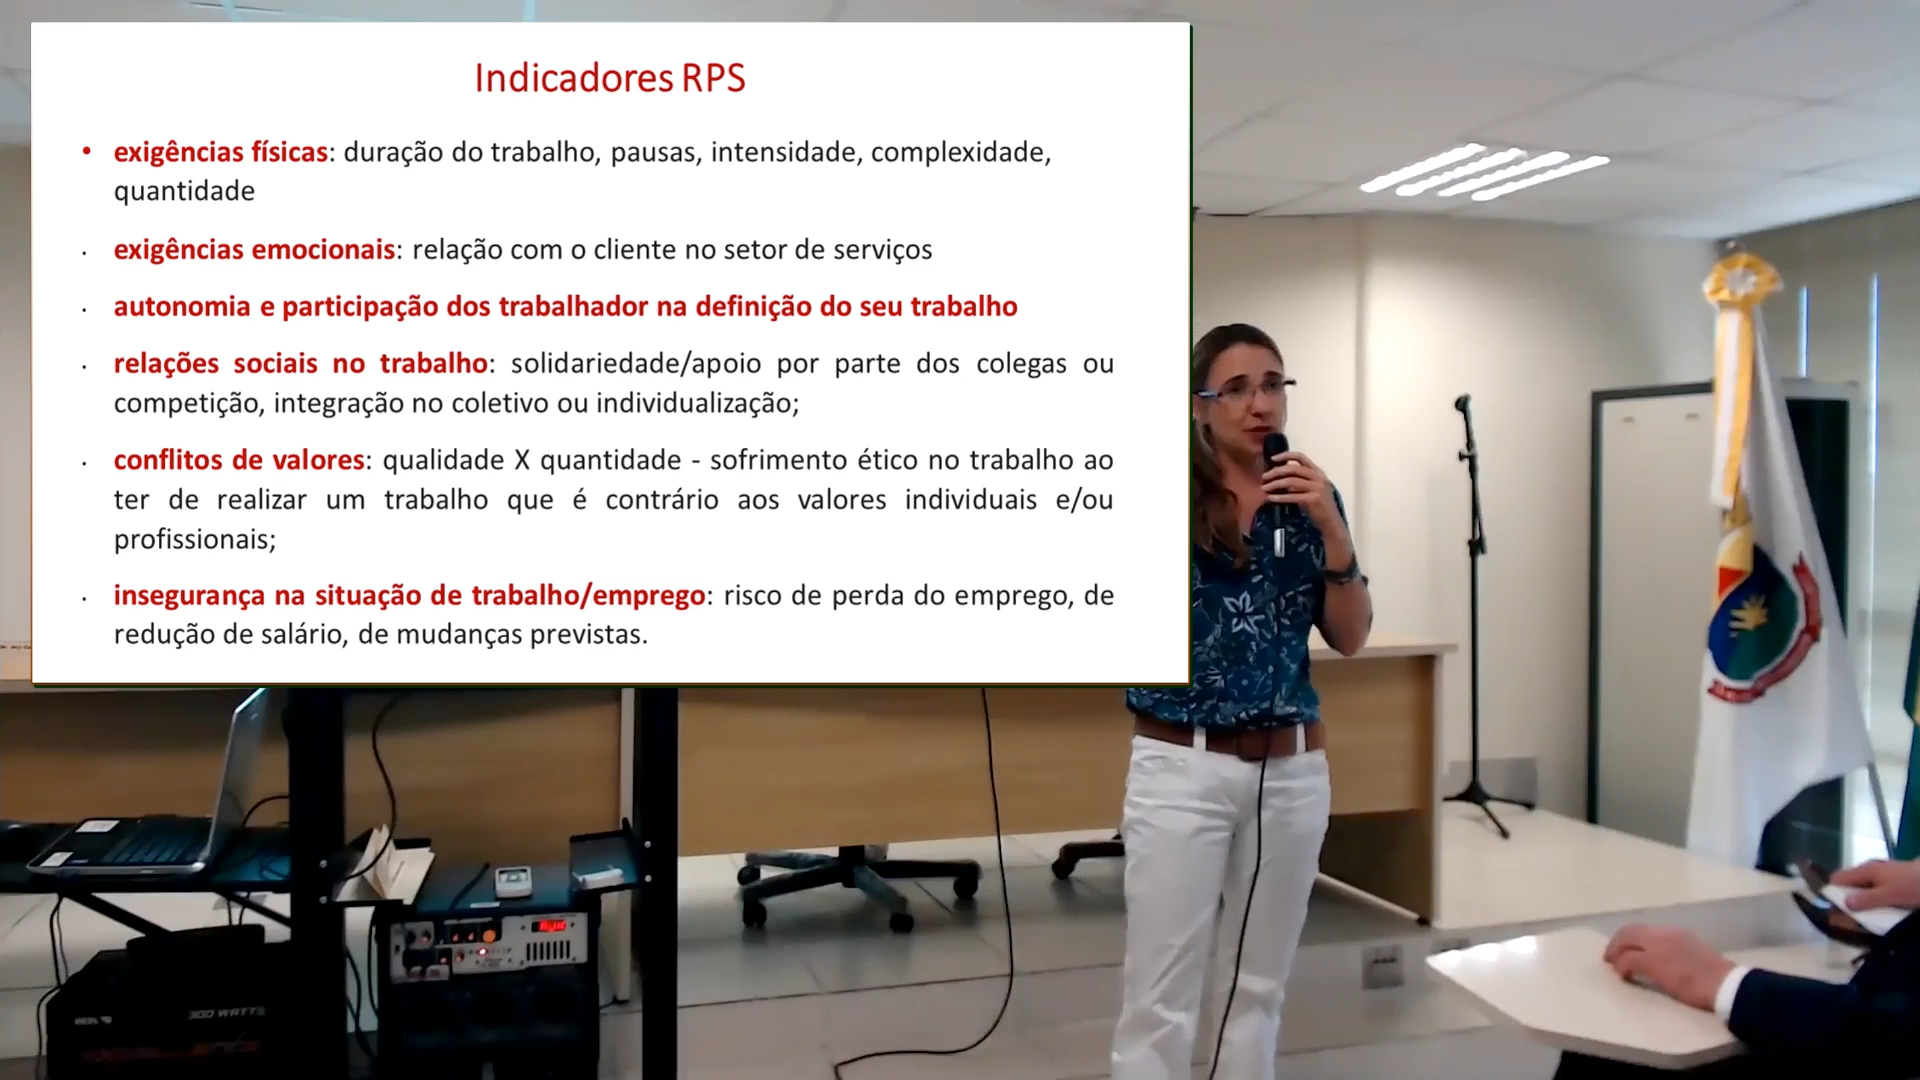 Indicadores RPS
• exigências físicas: duração do trabalho, pausas, intensidade, complexidade,
quantidade
· exigências emocionais: relação com o cliente no setor de serviços
· autonomia e participação dos trabalhador na definição do seu trabalho
· relações sociais no trabalho: solidariedade/apoio por parte dos colegas ou
competição, integração no coletivo ou individualização;
· conflitos de valores: qualidade X quantidade - sofrimento ético no trabalho ao
ter de realizar um trabalho que é contrário aos valores individuais e/ou
profissionais;
· insegurança na situação de trabalho/emprego: risco de perda do emprego, de
redução de salário, de mudanças previstas.
300 WATTS